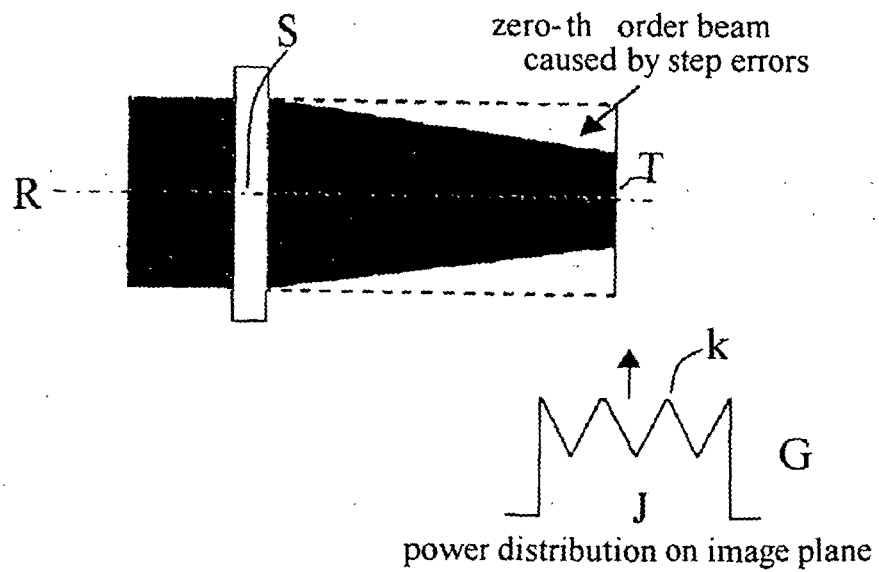 S
zero-th order beam
caused by step errors
R
T
k
G
J
power distribution on image plane